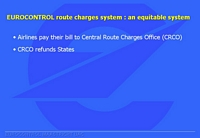 EUROCONTROL route charges system : an equitable system
• Airlines pay their bill to Central Route Charges Office (CRCO)
• CRCO refunds States